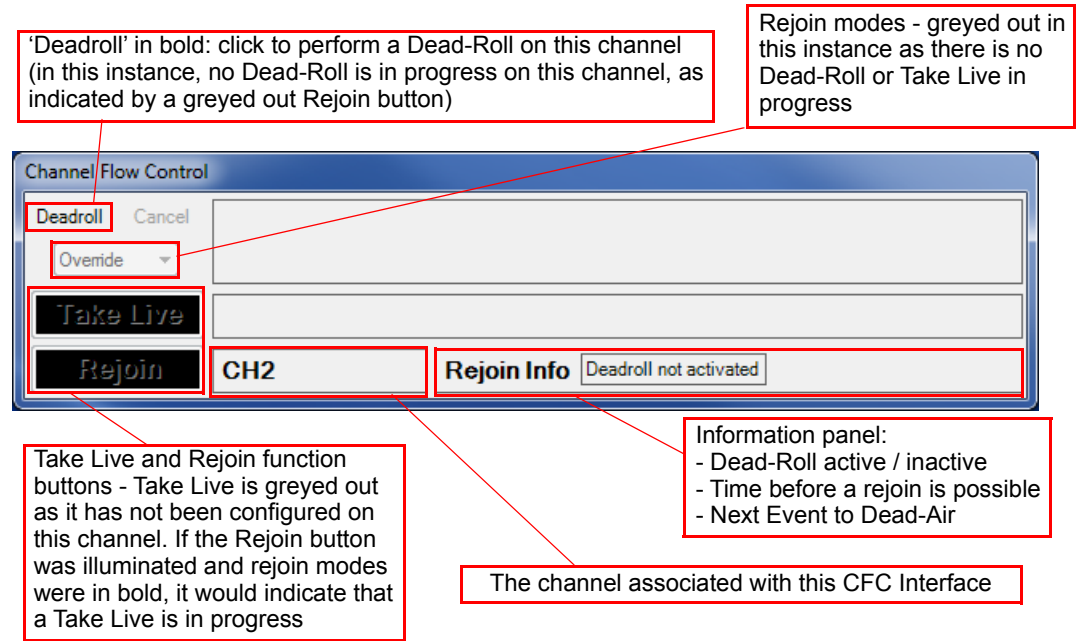 'Deadroll' in bold: click to perform a Dead-Roll on this channel
(in this instance, no Dead-Roll is in progress on this channel, as
indicated by a greyed out Rejoin button)
Rejoin modes - greyed out in
this instance as there is no
Dead-Roll or Take Live in
progress
Channel Flow Control
Deadroll Cancel
Override
Take Live
Rejoin
CH2
Rejoin Info Deadroll not activated
Take Live and Rejoin function
buttons - Take Live is greyed out
as it has not been configured on
this channel. If the Rejoin button
was illuminated and rejoin modes
were in bold, it would indicate that
a Take Live is in progress
Information panel:
- Dead-Roll active / inactive
- Time before a rejoin is possible
- Next Event to Dead-Air
The channel associated with this CFC Interface